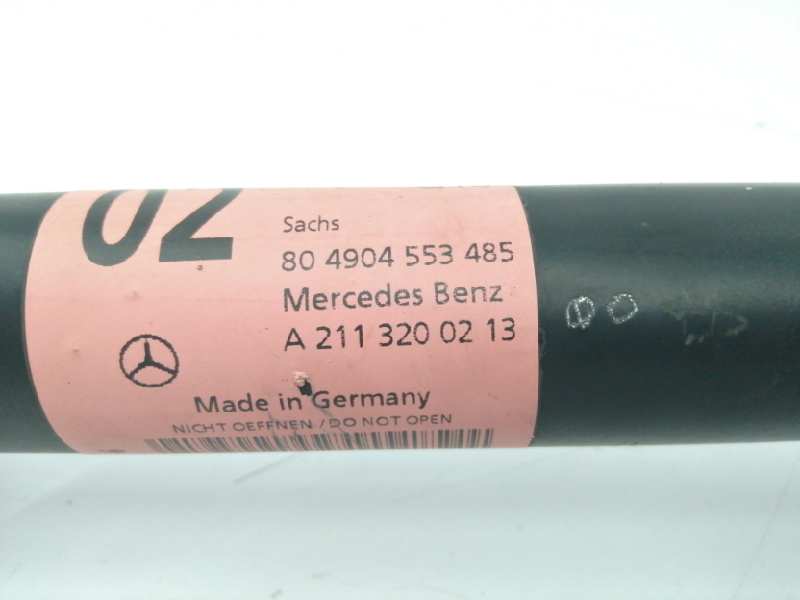 02
Sachs
80 4904 553 485
Mercedes Benz
A 211 320 02 13
Made in Germany
NICHT OEFFNEN / DO NOT OPEN